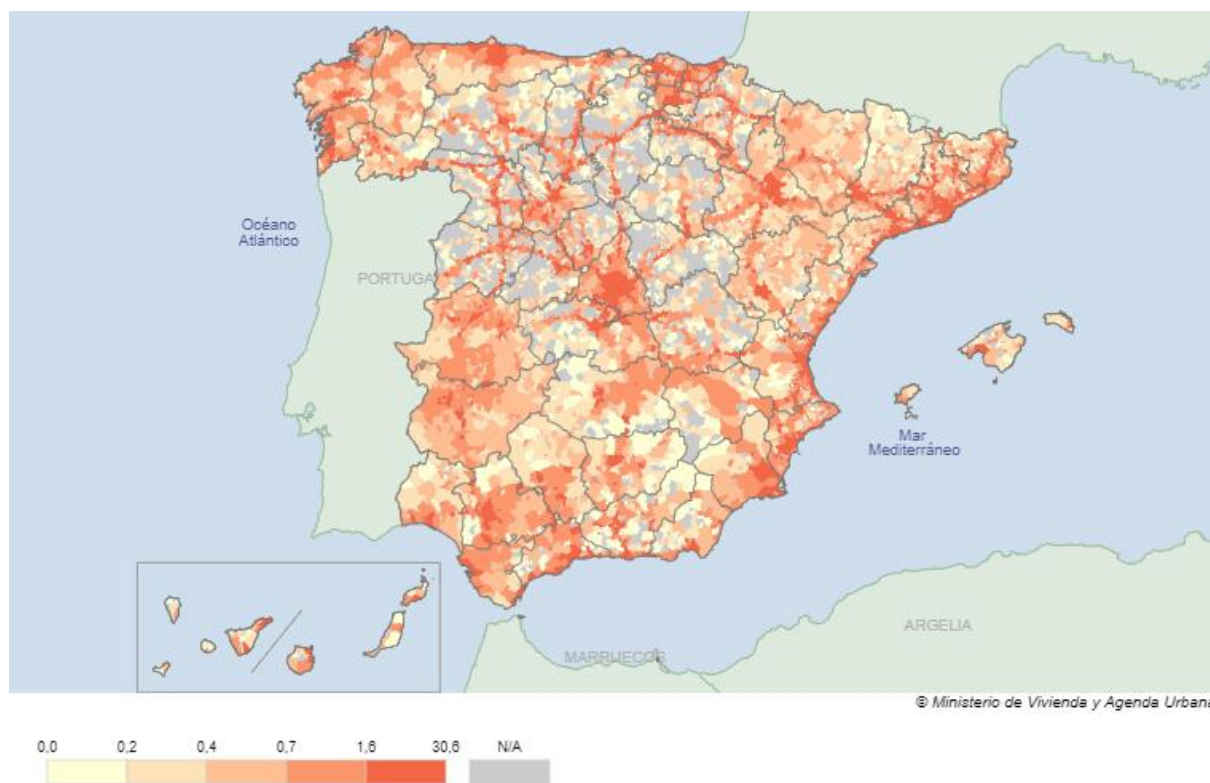 Océano
Atlántico
PORTUGA
Mar
Mediterráneo
ARGELIA
MARRUECOS
© Ministerio de Vivienda y Agenda Urbana
0,0 0,2 0,4 0,7 1,6 30,6 N/A